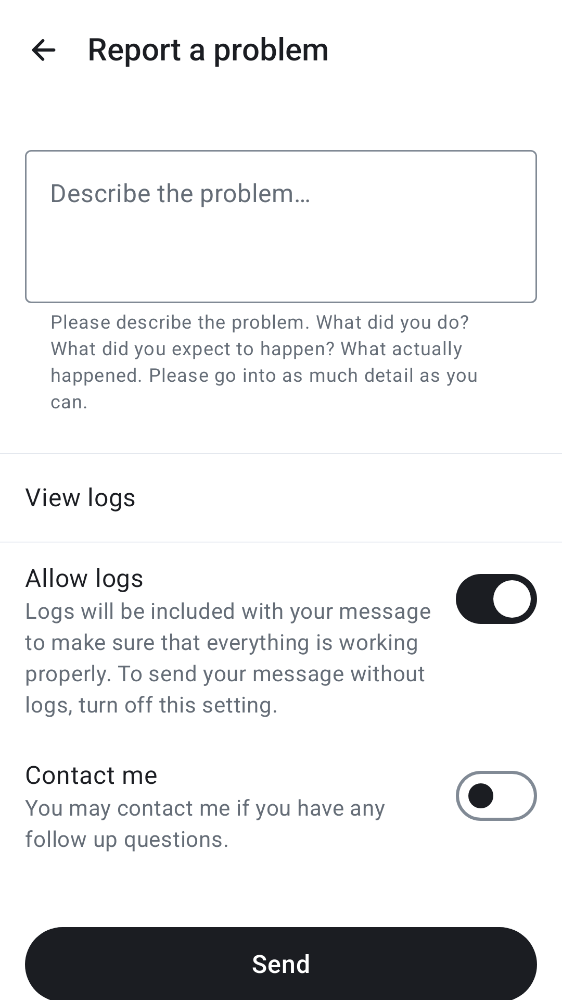 Report a problem
Describe the problem…
Please describe the problem. What did you do?
What did you expect to happen? What actually
happened. Please go into as much detail as you
can.
View logs
Allow logs
Logs will be included with your message
to make sure that everything is working
properly. To send your message without
logs, turn off this setting.
Contact me
You may contact me if you have any
follow up questions.
Send